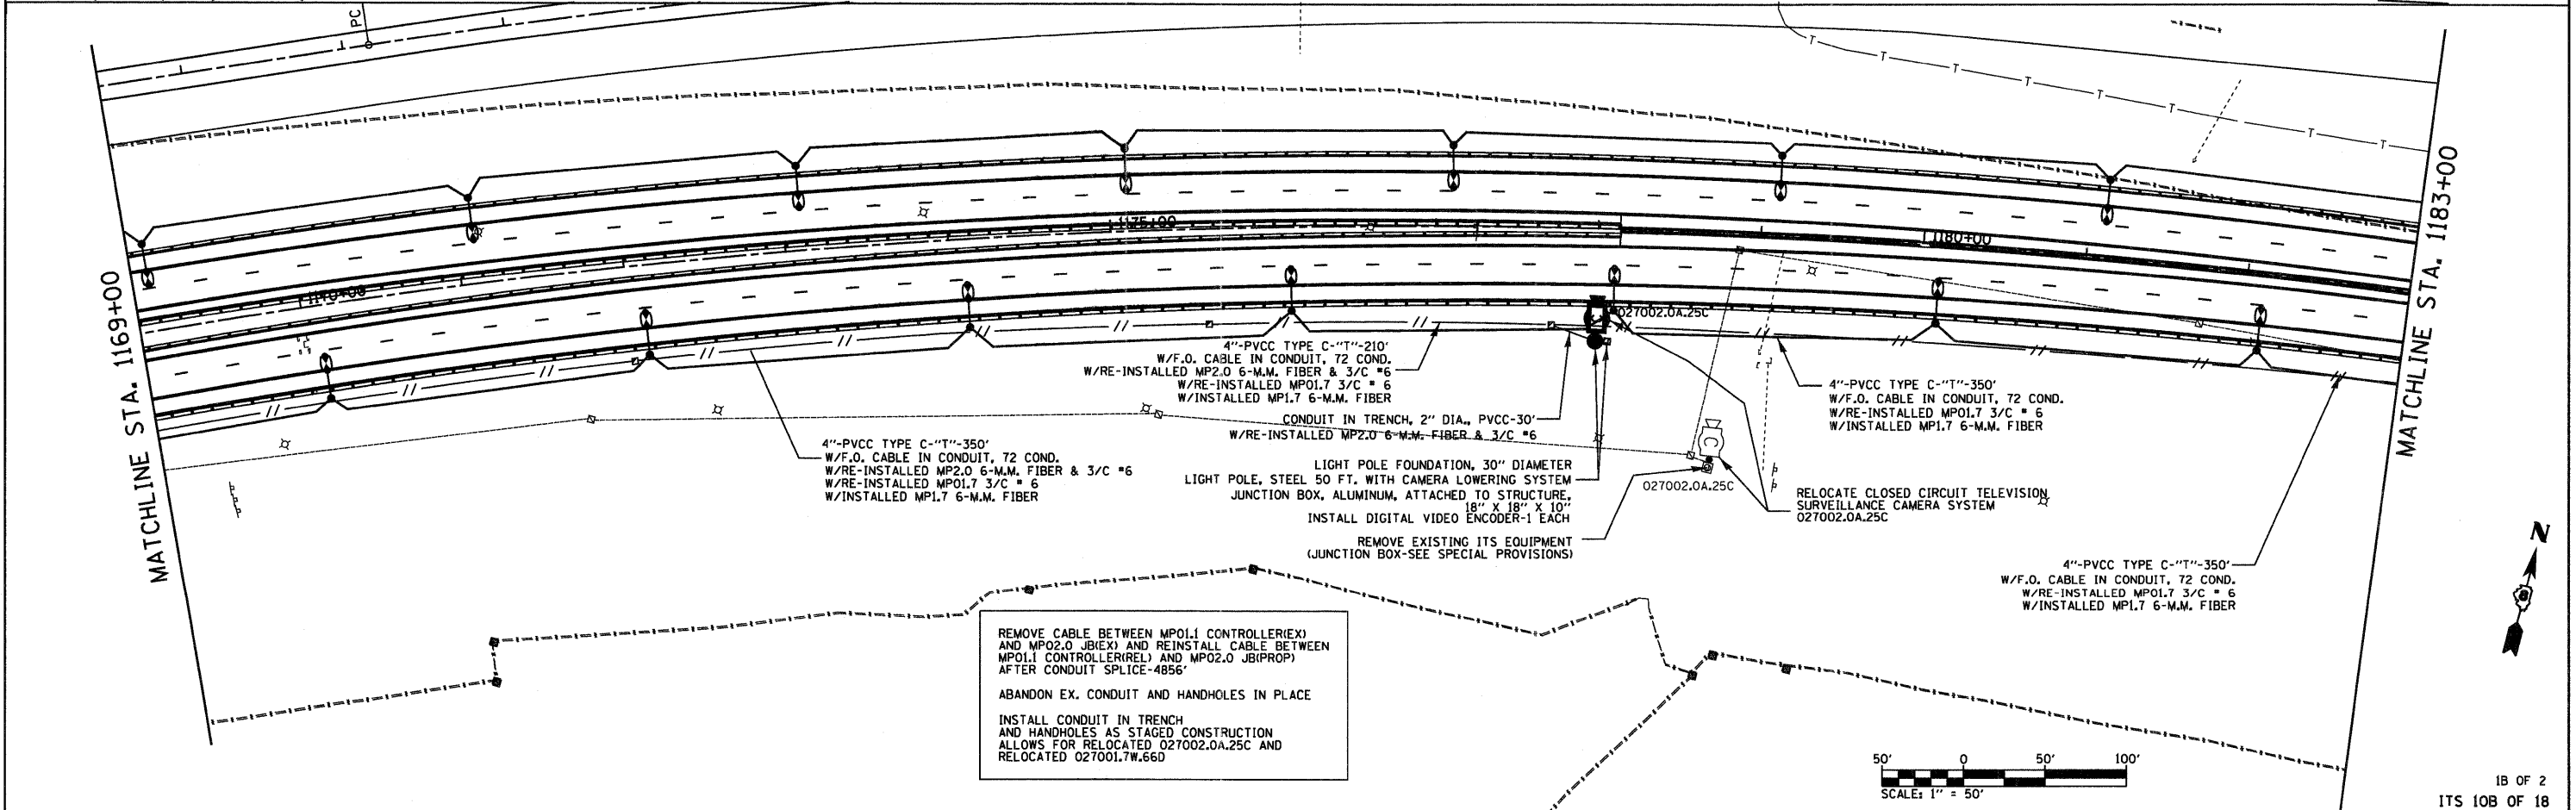 PC
T
T
T
T
T
T
T
T
T
T
T
T
MATCHLINE STA. 1169+00
1170+00
1175+00
1180+00
MATCHLINE STA. 1183+00
027002.0A.25C
4"-PVCC TYPE C-"T"-210'
W/F.O. CABLE IN CONDUIT, 72 COND.
W/RE-INSTALLED MP2.0 6-M.M. FIBER & 3/C #6
W/RE-INSTALLED MP01.7 3/C # 6
W/INSTALLED MP1.7 6-M.M. FIBER
CONDUIT IN TRENCH, 2" DIA., PVCC-30'
W/RE-INSTALLED MP2.0 6-M.M. FIBER & 3/C #6
4"-PVCC TYPE C-"T"-350'
W/F.O. CABLE IN CONDUIT, 72 COND.
W/RE-INSTALLED MP2.0 6-M.M. FIBER & 3/C #6
W/RE-INSTALLED MP01.7 3/C # 6
W/INSTALLED MP1.7 6-M.M. FIBER
4"-PVCC TYPE C-"T"-350'
W/F.O. CABLE IN CONDUIT, 72 COND.
W/RE-INSTALLED MP01.7 3/C # 6
W/INSTALLED MP1.7 6-M.M. FIBER
LIGHT POLE FOUNDATION, 30" DIAMETER
LIGHT POLE, STEEL 50 FT. WITH CAMERA LOWERING SYSTEM
JUNCTION BOX, ALUMINUM, ATTACHED TO STRUCTURE,
18" X 18" X 10"
INSTALL DIGITAL VIDEO ENCODER-1 EACH
C
027002.0A.25C
RELOCATE CLOSED CIRCUIT TELEVISION
SURVEILLANCE CAMERA SYSTEM
027002.0A.25C
REMOVE EXISTING ITS EQUIPMENT
(JUNCTION BOX-SEE SPECIAL PROVISIONS)
4"-PVCC TYPE C-"T"-350'
W/F.O. CABLE IN CONDUIT, 72 COND.
W/RE-INSTALLED MP01.7 3/C # 6
W/INSTALLED MP1.7 6-M.M. FIBER
N
8
REMOVE CABLE BETWEEN MP01.1 CONTROLLER(EX)
AND MP02.0 JB(EX) AND REINSTALL CABLE BETWEEN
MP01.1 CONTROLLER(REL) AND MP02.0 JB(PROP)
AFTER CONDUIT SPLICE-4856'
ABANDON EX. CONDUIT AND HANDHOLES IN PLACE
INSTALL CONDUIT IN TRENCH
AND HANDHOLES AS STAGED CONSTRUCTION
ALLOWS FOR RELOCATED 027002.0A.25C AND
RELOCATED 027001.7W.66D
50' 0 50' 100'
SCALE: 1" = 50'
1B OF 2
ITS 10B OF 18